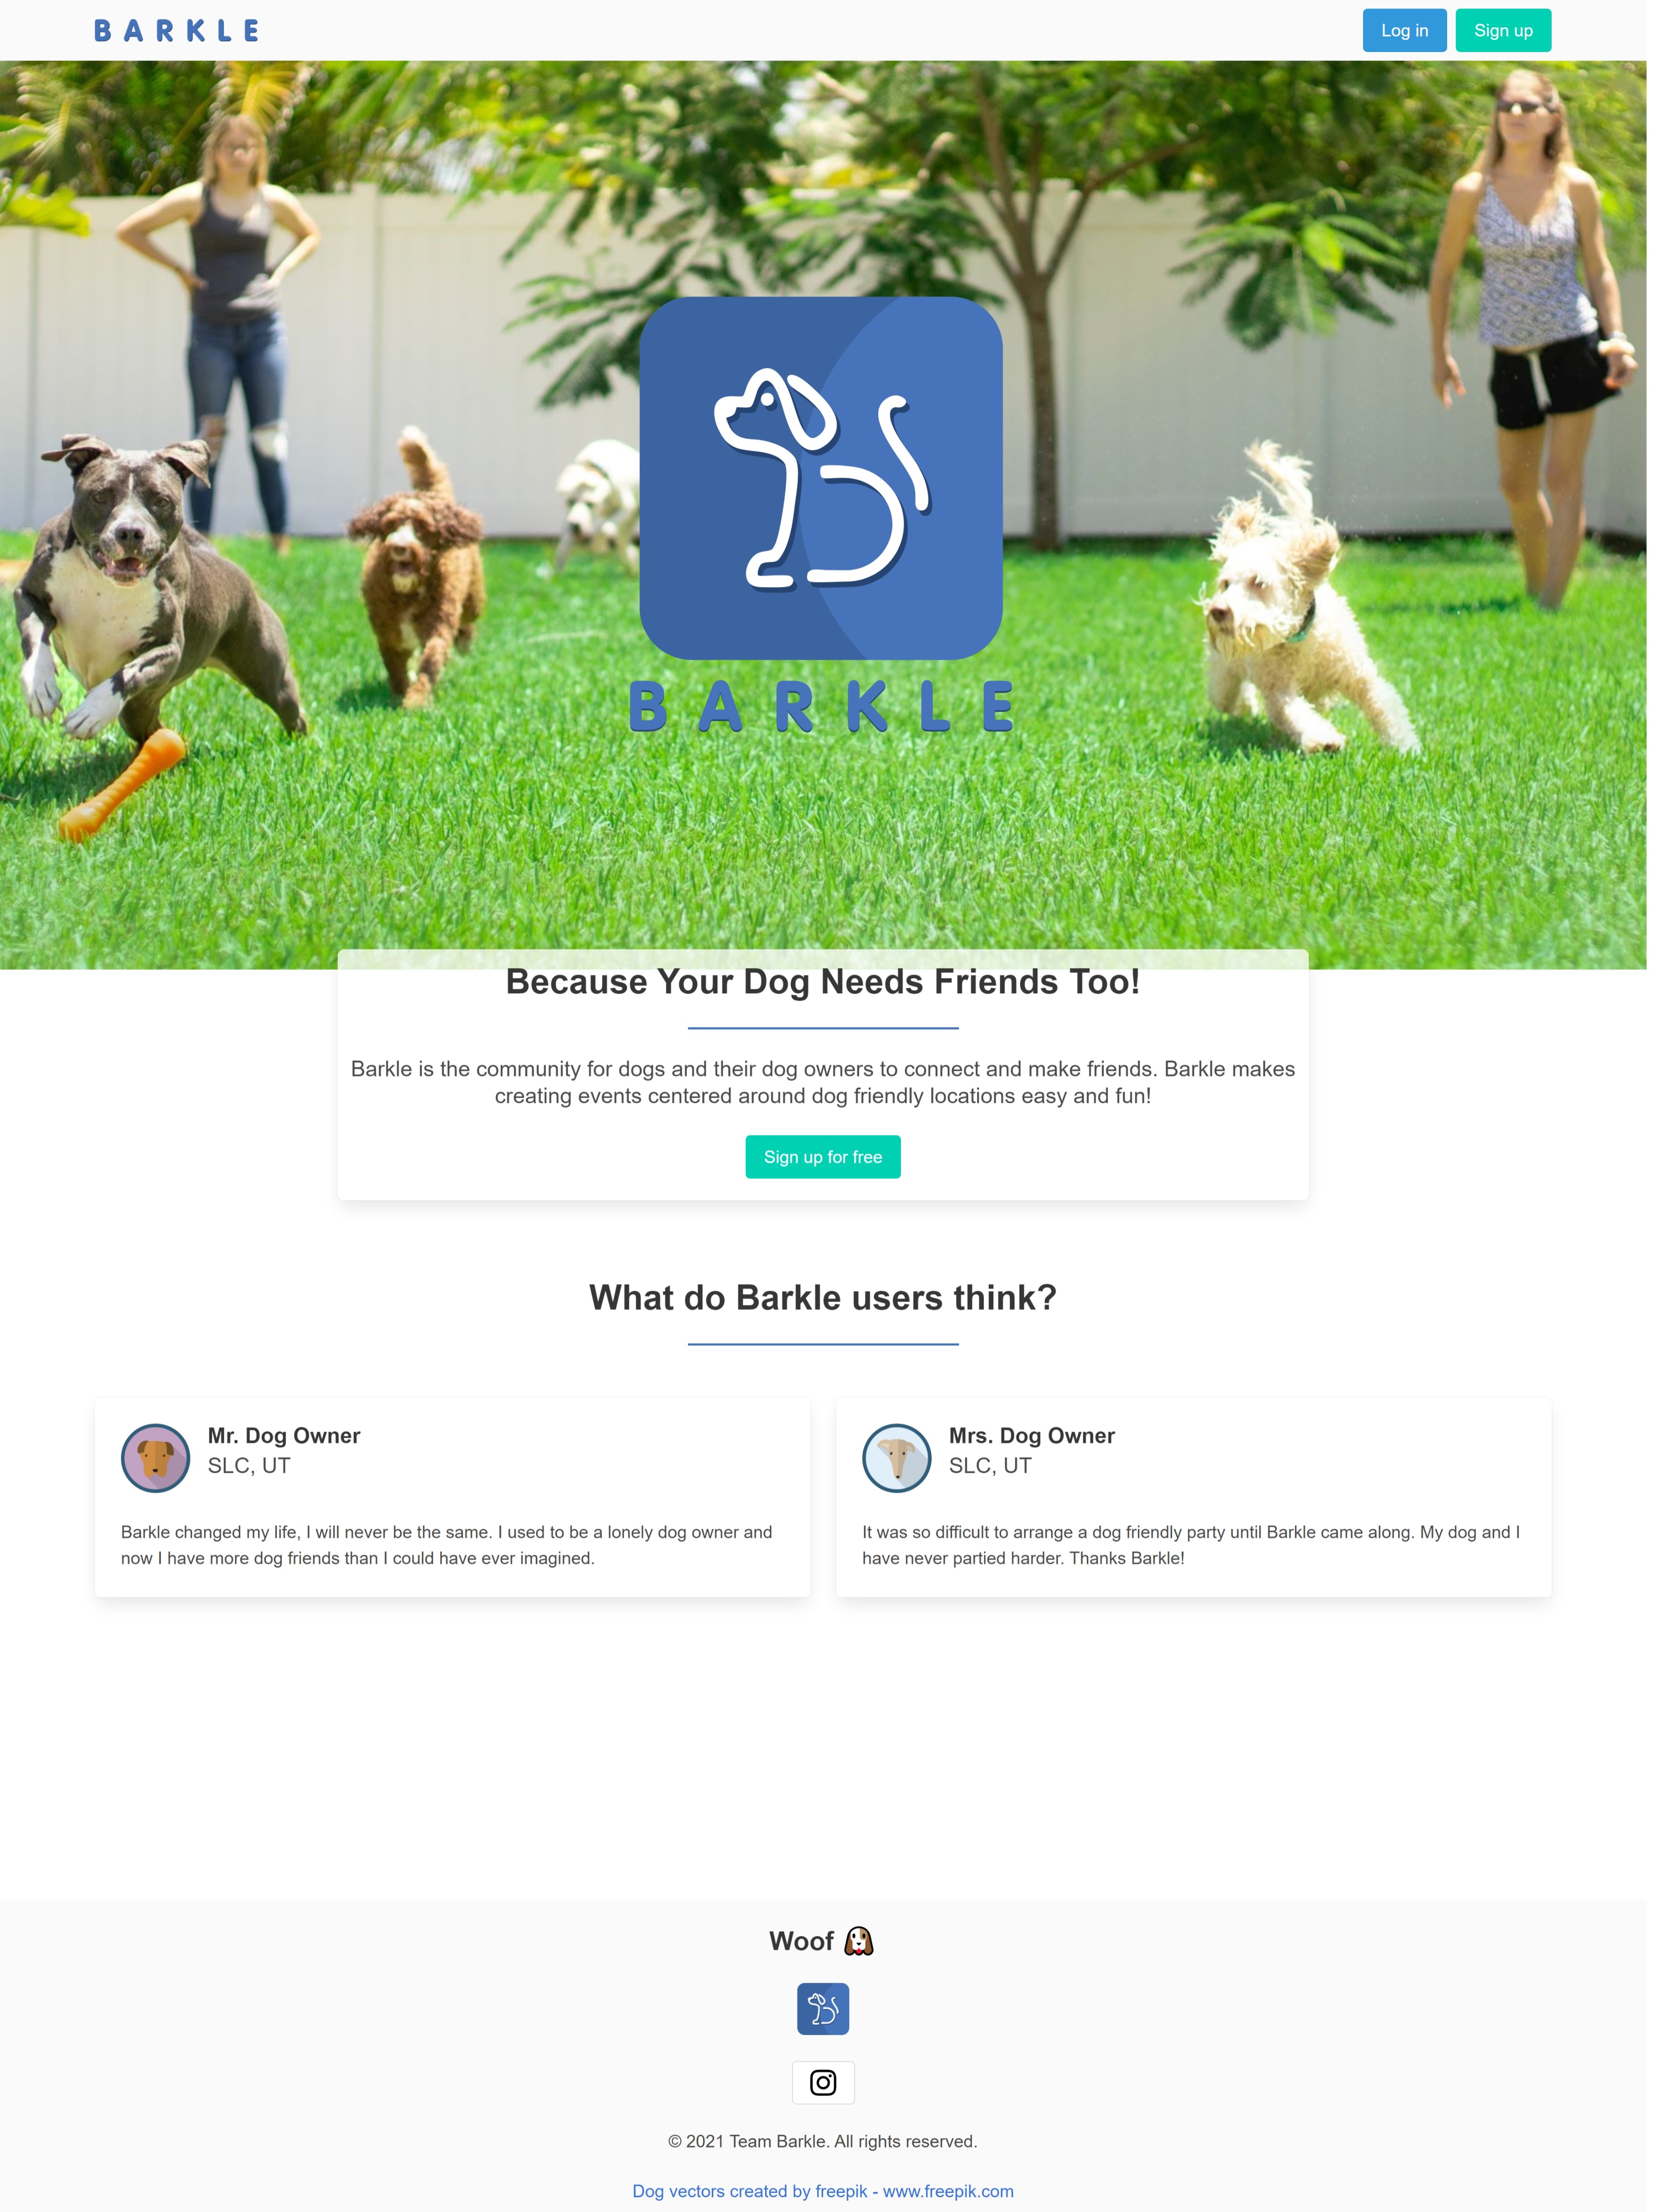 BARKLE
Log in
Sign up
BARKLE
Because Your Dog Needs Friends Too!
Barkle is the community for dogs and their dog owners to connect and make friends. Barkle makes
creating events centered around dog friendly locations easy and fun!
Sign up for free
What do Barkle users think?
Mr. Dog Owner
SLC, UT
Barkle changed my life, I will never be the same. I used to be a lonely dog owner and
now I have more dog friends than I could have ever imagined.
Mrs. Dog Owner
SLC, UT
It was so difficult to arrange a dog friendly party until Barkle came along. My dog and I
have never partied harder. Thanks Barkle!
Woof
© 2021 Team Barkle. All rights reserved.
Dog vectors created by freepik - www.freepik.com